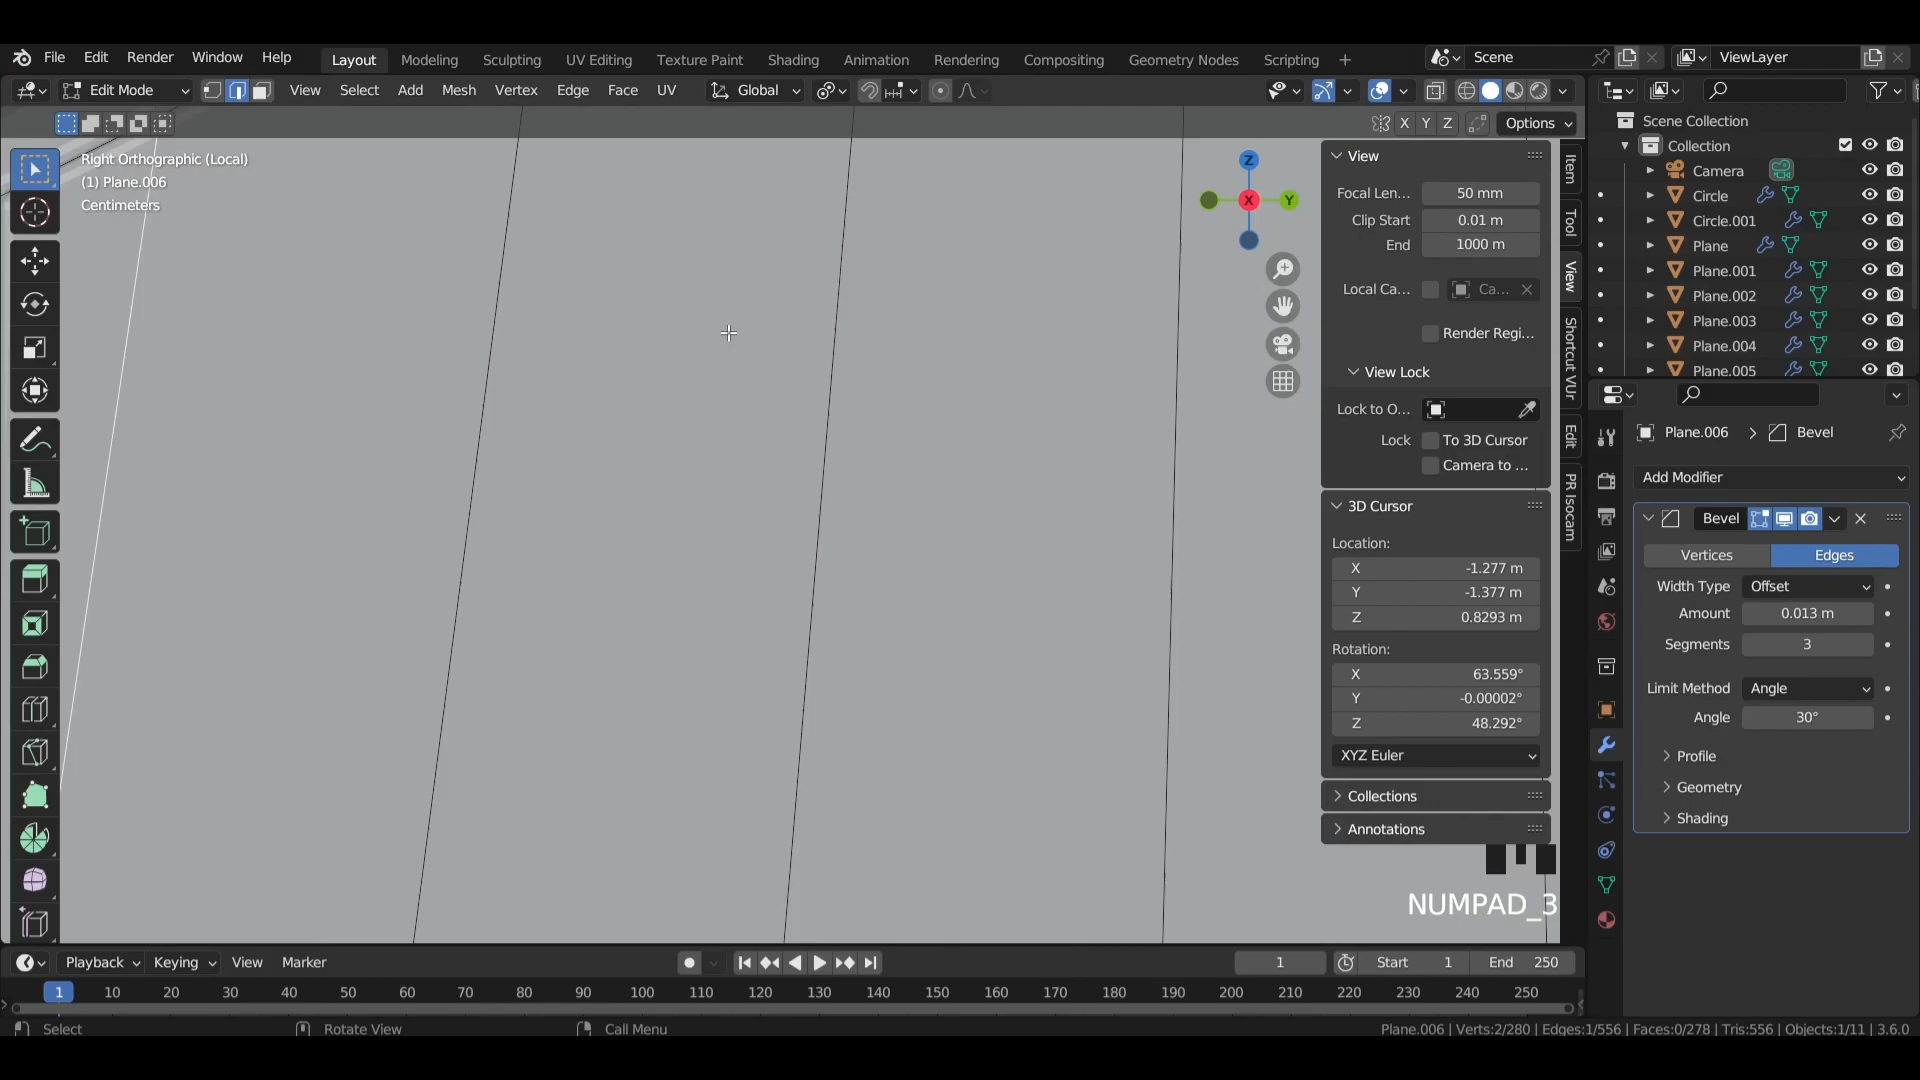 File Edit Render Window Help Layout Modeling Sculpting UV Editing Texture Paint Shading Animation Rendering Compositing Geometry Nodes Scripting + Scene ViewLayer
Edit Mode View Select Add Mesh Vertex Edge Face UV Global
X Y Z Options
Right Orthographic (Local)
(1) Plane.006
Centimeters
Z
X
Y
View
Focal Len... 50 mm
Clip Start 0.01 m
End 1000 m
Local Ca... Ca...
Render Regi...
View Lock
Lock to O...
Lock To 3D Cursor
Camera to ...
3D Cursor
Location:
X -1.277 m
Y -1.377 m
Z 0.8293 m
Rotation:
X 63.559°
Y -0.00002°
Z 48.292°
XYZ Euler
Collections
Annotations
Item
Tool
View
Shortcut VUr
Edit
PR Isocam
NUMPAD_3
Scene Collection
Collection
Camera
Circle
Circle.001
Plane
Plane.001
Plane.002
Plane.003
Plane.004
Plane.005
Plane.006 > Bevel
Add Modifier
Bevel
Vertices Edges
Width Type Offset
Amount 0.013 m
Segments 3
Limit Method Angle
Angle 30°
Profile
Geometry
Shading
Playback Keying View Marker 1 Start 1 End 250
1 10 20 30 40 50 60 70 80 90 100 110 120 130 140 150 160 170 180 190 200 210 220 230 240 250
Select Rotate View Call Menu Plane.006 | Verts:2/280 | Edges:1/556 | Faces:0/278 | Tris:556 | Objects:1/11 | 3.6.0